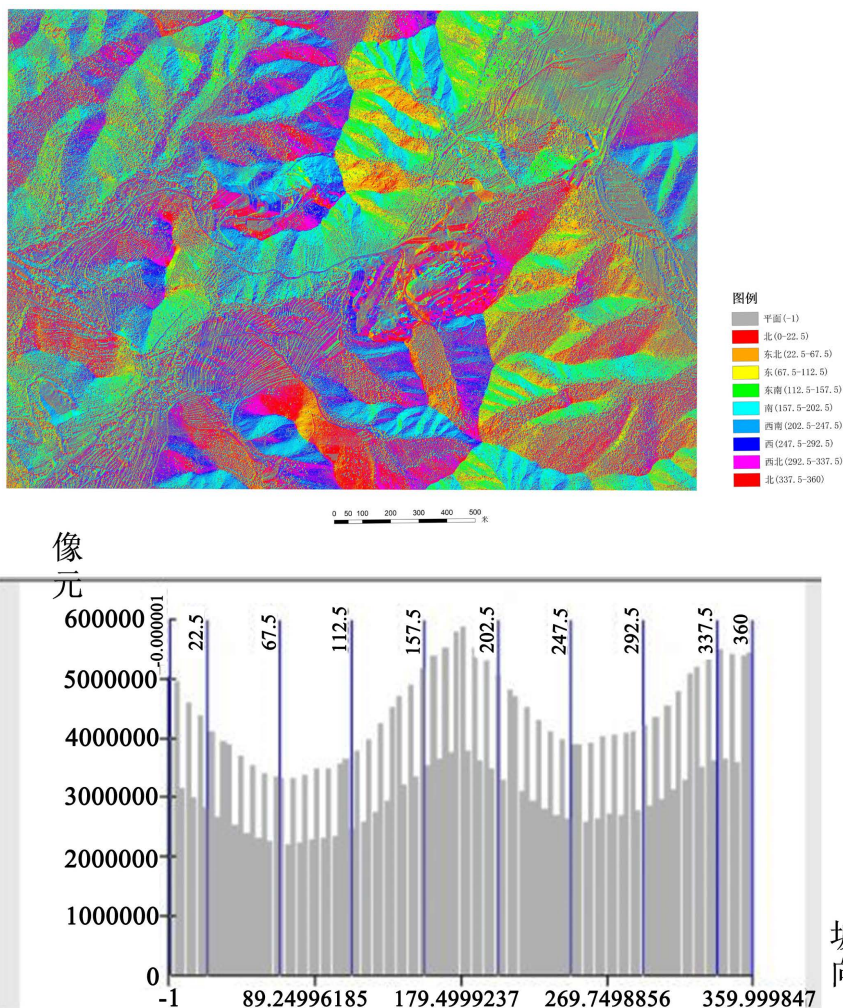 图例
平面(-1)
北(0-22.5)
东北(22.5-67.5)
东(67.5-112.5)
东南(112.5-157.5)
南(157.5-202.5)
西南(202.5-247.5)
西(247.5-292.5)
西北(292.5-337.5)
北(337.5-360)
0 50 100 200 300 400 500
米
像
元
-0.000001 22.5 67.5 112.5 157.5 202.5 247.5 292.5 337.5 360
600000
5000000
4000000
3000000
2000000
1000000
0
-1 89.24996185 179.4999237 269.7498856 359.999847